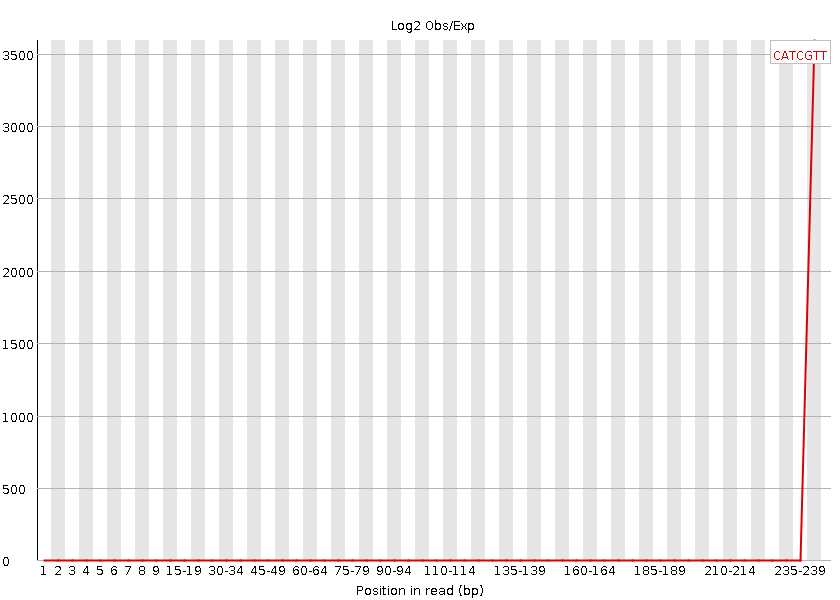 Log2 Obs/Exp
3500
CATCGTT
3000
2500
2000
1500
1000
500
0
1 2 3 4 5 6 7 8 9 15-19 30-34 45-49 60-64 75-79 90-94 110-114 135-139 160-164 185-189 210-214 235-239
Position in read (bp)